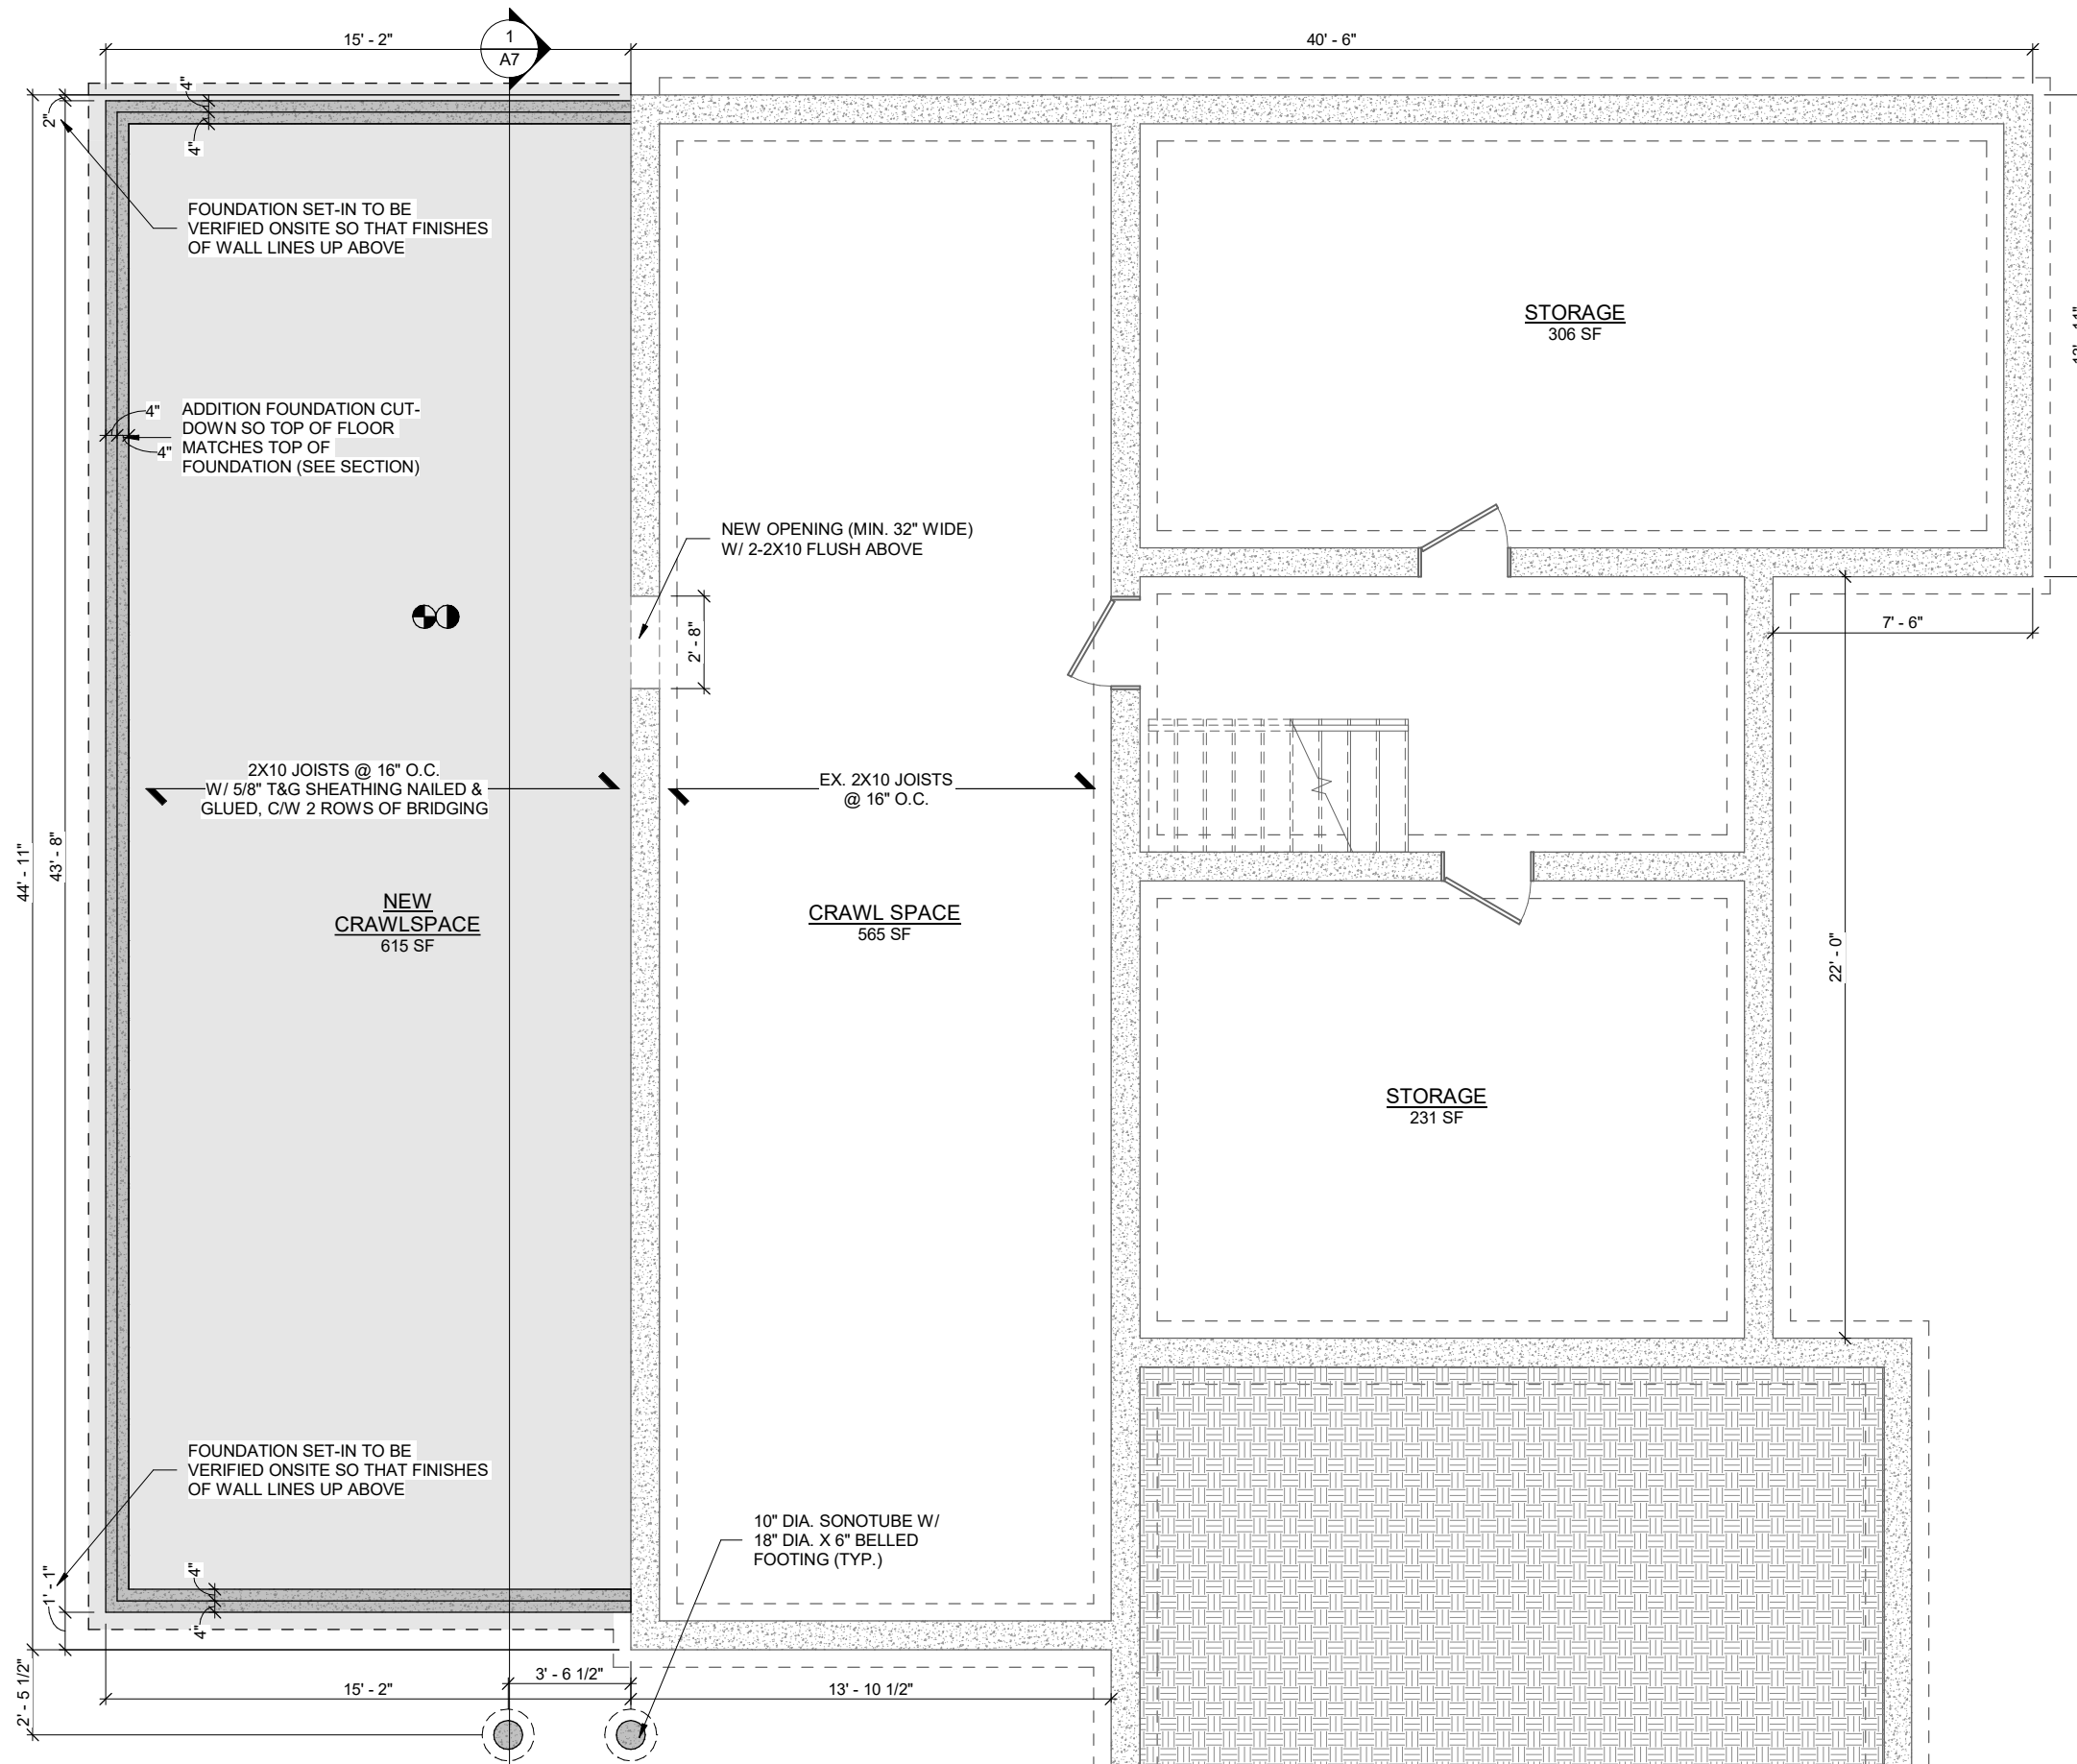 15' - 2"
1
A7
40' - 6"
4"
2"
4"
FOUNDATION SET-IN TO BE
VERIFIED ONSITE SO THAT FINISHES
OF WALL LINES UP ABOVE
STORAGE
306 SF
4"
4"
ADDITION FOUNDATION CUT-
DOWN SO TOP OF FLOOR
MATCHES TOP OF
FOUNDATION (SEE SECTION)
NEW OPENING (MIN. 32" WIDE)
W/ 2-2X10 FLUSH ABOVE
2' - 8"
7' - 6"
2X10 JOISTS @ 16" O.C.
W/ 5/8" T&G SHEATHING NAILED &
GLUED, C/W 2 ROWS OF BRIDGING
EX. 2X10 JOISTS
@ 16" O.C.
44' - 11"
43' - 8"
NEW
CRAWLSPACE
615 SF
CRAWL SPACE
565 SF
22' - 0"
STORAGE
231 SF
FOUNDATION SET-IN TO BE
VERIFIED ONSITE SO THAT FINISHES
OF WALL LINES UP ABOVE
10" DIA. SONOTUBE W/
18" DIA. X 6" BELLED
FOOTING (TYP.)
1' - 1"
4"
4"
2' - 5 1/2"
3' - 6 1/2"
15' - 2"
13' - 10 1/2"